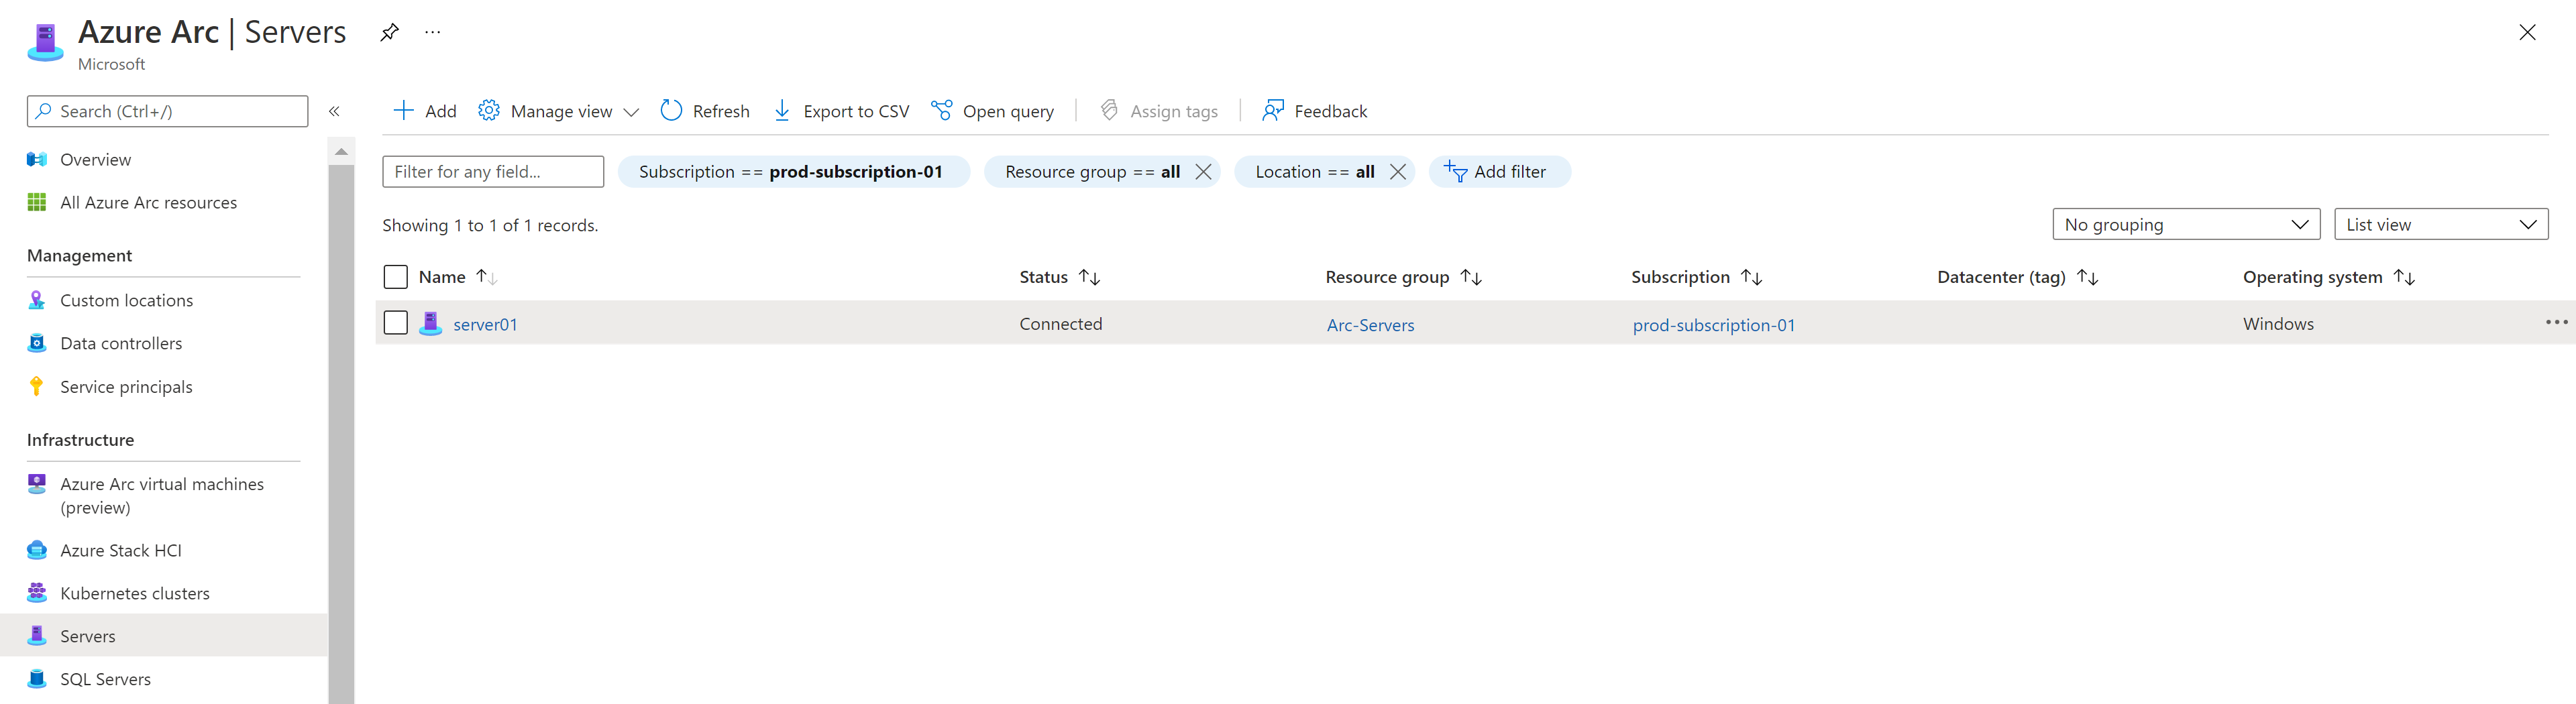 Azure Arc | Servers
Microsoft
Search (Ctrl+/)
Overview
All Azure Arc resources
Management
Custom locations
Data controllers
Service principals
Infrastructure
Azure Arc virtual machines
(preview)
Azure Stack HCI
Kubernetes clusters
Servers
SQL Servers
Add Manage view Refresh Export to CSV Open query Assign tags Feedback
Filter for any field... Subscription == prod-subscription-01 Resource group == all Location == all Add filter
Showing 1 to 1 of 1 records. No grouping List view
Name Status Resource group Subscription Datacenter (tag) Operating system
server01 Connected Arc-Servers prod-subscription-01 Windows